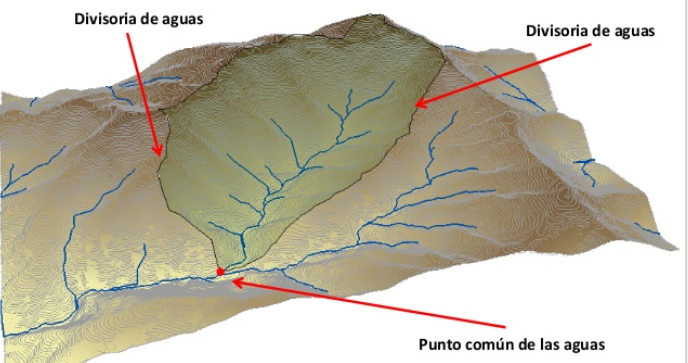 Divisoria de aguas
Divisoria de aguas
Punto común de las aguas